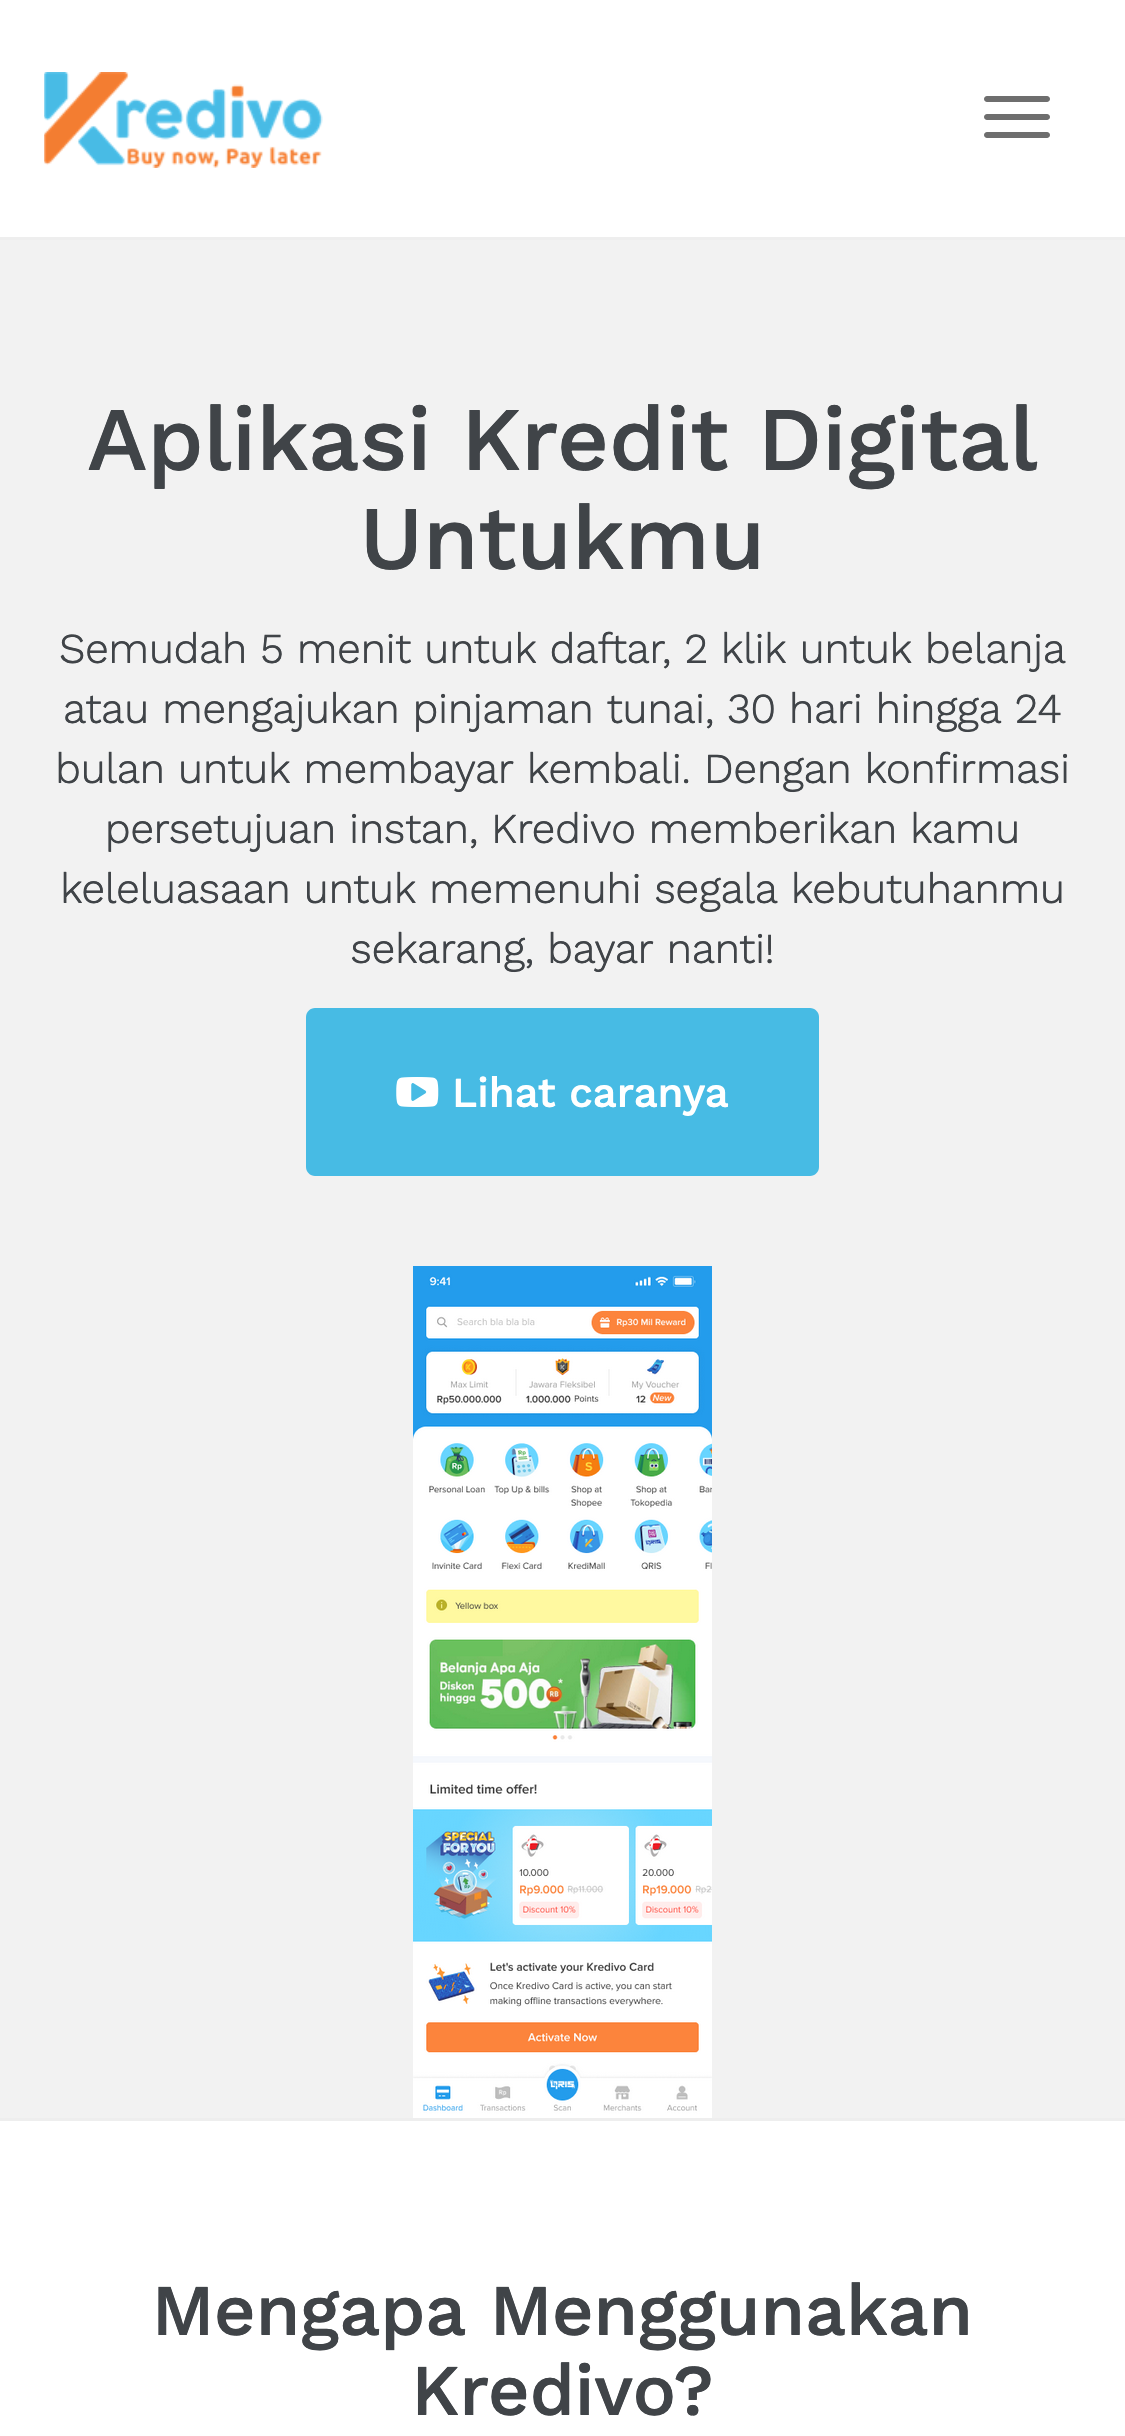 Kredivo
Buy now, Pay later
Aplikasi Kredit Digital
Untukmu
Semudah 5 menit untuk daftar, 2 klik untuk belanja
atau mengajukan pinjaman tunai, 30 hari hingga 24
bulan untuk membayar kembali. Dengan konfirmasi
persetujuan instan, Kredivo memberikan kamu
keleluasaan untuk memenuhi segala kebutuhanmu
sekarang, bayar nanti!
Lihat caranya
9:41
Search bla bla bla
Rp30 Mil Reward
Max Limit
Rp50.000.000
Jawara Fleksibel
1.000.000 Points
My Voucher
12 New
Personal Loan
Top Up & bills
Shop at
Shopee
Shop at
Tokopedia
Bar
Invinite Card
Flexi Card
KrediMall
QRIS
Fl
Yellow box
Belanja Apa Aja
Diskon
hingga 500 RB
Limited time offer!
SPECIAL
FOR YOU
10.000
Rp9.000 Rp11.000
Discount 10%
20.000
Rp19.000 Rp2
Discount 10%
Let's activate your Kredivo Card
Once Kredivo Card is active, you can start
making offline transactions everywhere.
Activate Now
Dashboard
Transactions
QRIS
Scan
Merchants
Account
Mengapa Menggunakan
Kredivo?